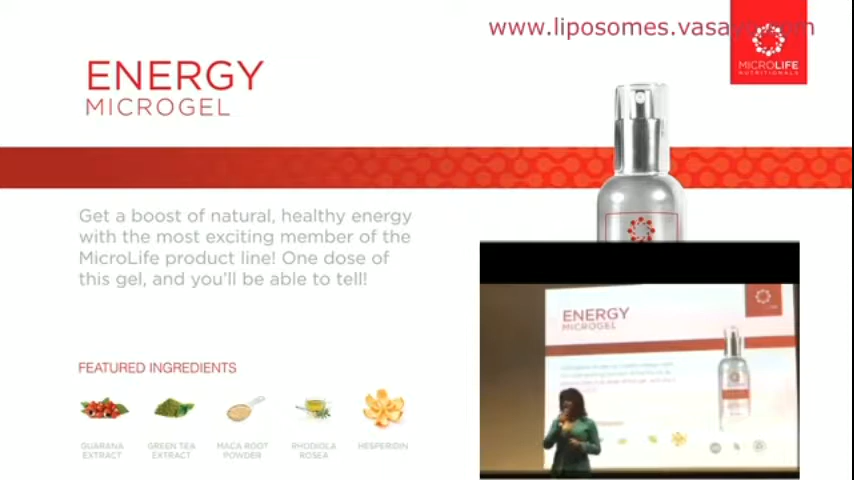 www.liposomes.vasayo.com
MICROLIFE
NUTRITIONALS
ENERGY
MICROGEL
Get a boost of natural, healthy energy
with the most exciting member of the
MicroLife product line! One dose of
this gel, and you'll be able to tell!
FEATURED INGREDIENTS
GUARANA
EXTRACT
GREEN TEA
EXTRACT
MACA ROOT
POWDER
RHODIOLA
ROSEA
HESPERIDIN
ENERGY
MICROGEL